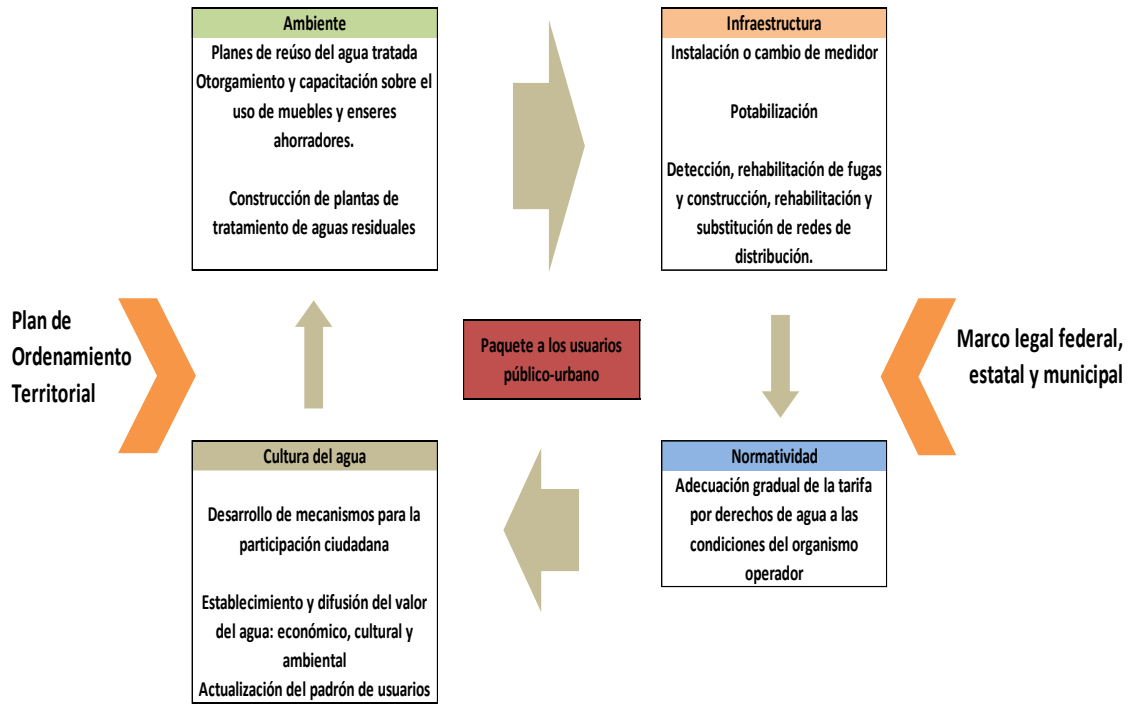 Ambiente
Planes de reúso del agua tratada
Otorgamiento y capacitación sobre el
uso de muebles y enseres
ahorradores.
Construcción de plantas de
tratamiento de aguas residuales
Infraestructura
Instalación o cambio de medidor
Potabilización
Detección, rehabilitación de fugas
y construcción, rehabilitación y
substitución de redes de
distribución.
Plan de
Ordenamiento
Territorial
Paquete a los usuarios
público-urbano
Marco legal federal,
estatal y municipal
Cultura del agua
Desarrollo de mecanismos para la
participación ciudadana
Establecimiento y difusión del valor
del agua: económico, cultural y
ambiental
Actualización del padrón de usuarios
Normatividad
Adecuación gradual de la tarifa
por derechos de agua a las
condiciones del organismo
operador